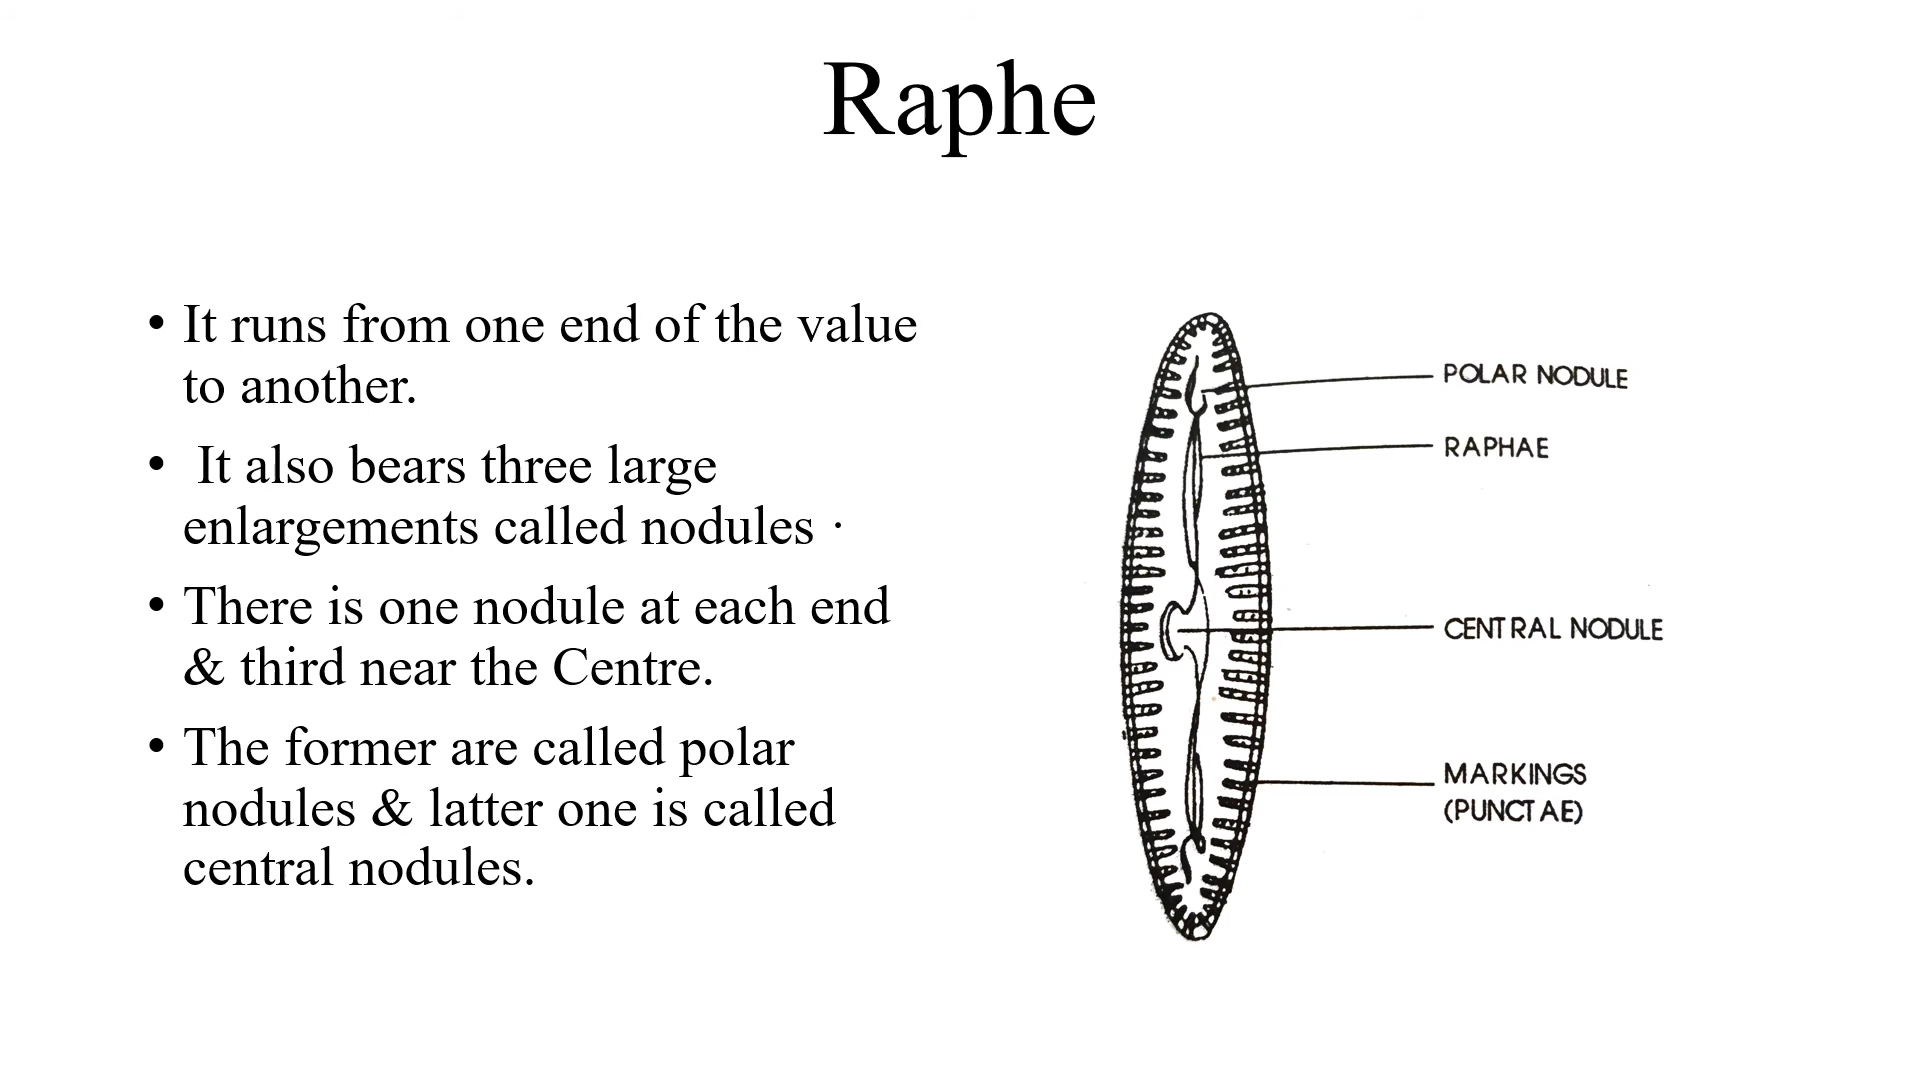 Raphe
• It runs from one end of the value
to another.
• It also bears three large
enlargements called nodules ·
• There is one nodule at each end
& third near the Centre.
• The former are called polar
nodules & latter one is called
central nodules.
POLAR NODULE
RAPHAE
CENTRAL NODULE
MARKINGS
(PUNCTAE)